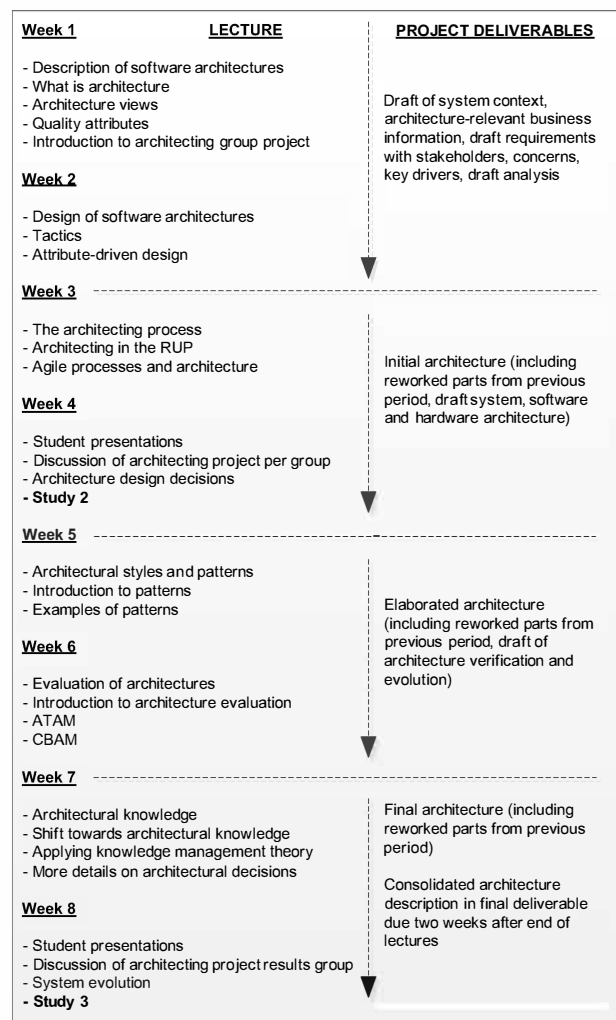 Week 1
LECTURE
PROJECT DELIVERABLES
- Description of software architectures
- What is architecture
- Architecture views
- Quality attributes
- Introduction to architecting group project
Draft of system context,
architecture-relevant business
information, draft requirements
with stakeholders, concerns,
key drivers, draft analysis
Week 2
- Design of software architectures
- Tactics
- Attribute-driven design
Week 3
- The architecting process
- Architecting in the RUP
- Agile processes and architecture
Initial architecture (including
reworked parts from previous
period, draft system, software
and hardware architecture)
Week 4
- Student presentations
- Discussion of architecting project per group
- Architecture design decisions
- Study 2
Week 5
- Architectural styles and patterns
- Introduction to patterns
- Examples of patterns
Elaborated architecture
(including reworked parts from
previous period, draft of
architecture verification and
evolution)
Week 6
- Evaluation of architectures
- Introduction to architecture evaluation
- ATAM
- CBAM
Week 7
- Architectural knowledge
- Shift towards architectural knowledge
- Applying knowledge management theory
- More details on architectural decisions
Final architecture (including
reworked parts from previous
period)
Consolidated architecture
description in final deliverable
due two weeks after end of
lectures
Week 8
- Student presentations
- Discussion of architecting project results group
- System evolution
- Study 3